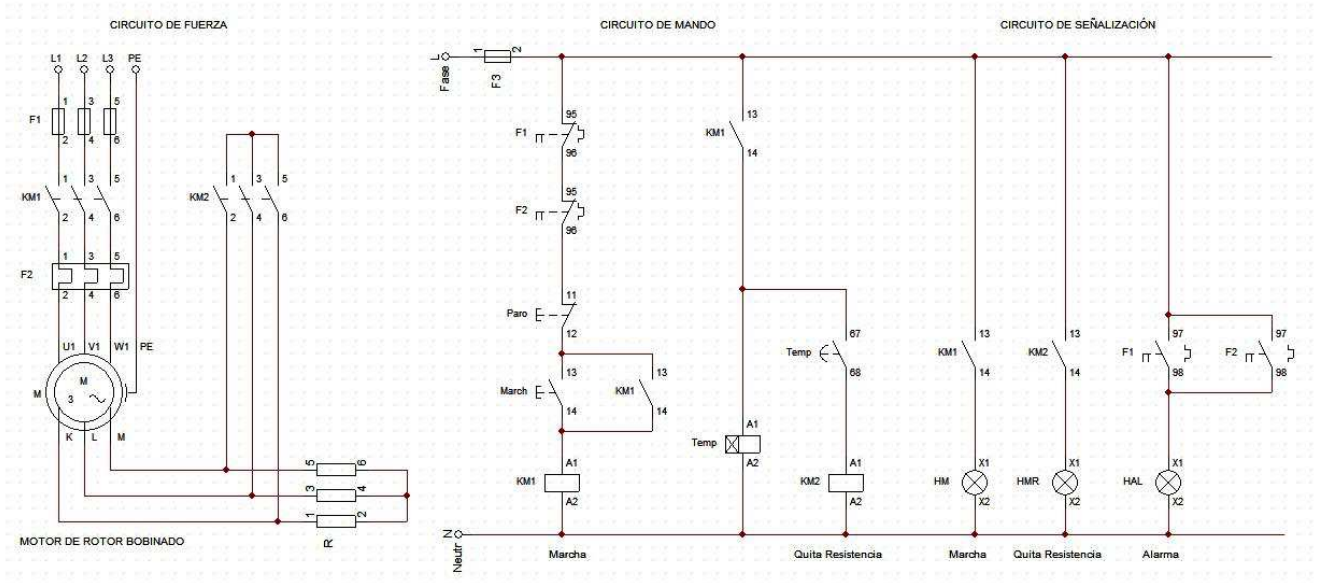 CIRCUITO DE FUERZA
CIRCUITO DE MANDO
CIRCUITO DE SEÑALIZACIÓN
L1 L2 L3 PE
F1
1 3 5
2 4 6
KM1
1 3 5
2 4 6
F2
1 3 5
2 4 6
U1 V1 W1 PE
M
M
3
K L M
KM2
1 3 5
2 4 6
5 6
3 4
1 2
R
MOTOR DE ROTOR BOBINADO
Fase L
1 2
F3
F1
95
96
F2
95
96
Paro
11
12
March
13
14
KM1
13
14
KM1
A1
A2
KM1
13
14
Temp
A1
A2
Temp
67
68
KM2
A1
A2
KM1
13
14
HM
X1
X2
KM2
13
14
HMR
X1
X2
F1
97
98
F2
97
98
HAL
X1
X2
Neutr N
Marcha
Quita Resistencia
Marcha
Quita Resistencia
Alarma